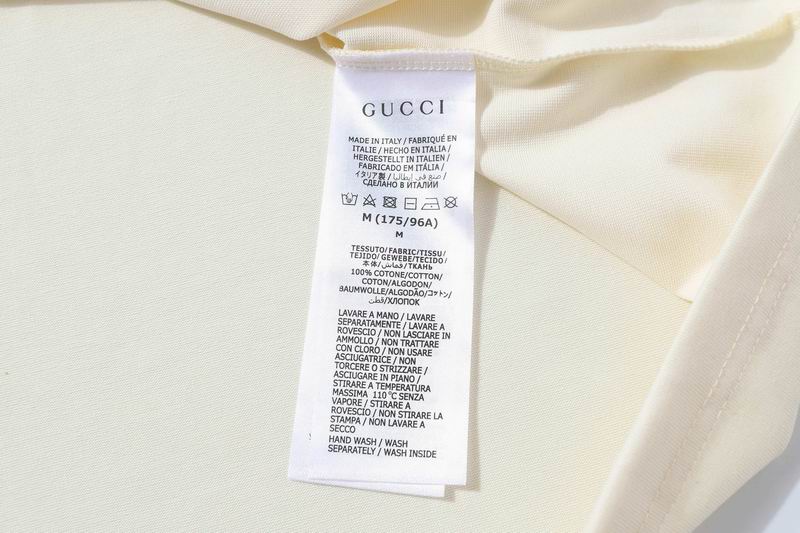 GUCCI
MADE IN ITALY / FABRIQUÉ EN
ITALIE / HECHO EN ITALIA /
HERGESTELLT IN ITALIEN /
FABRICADO EM ITÁLIA /
イタリア製 / صنع في إيطاليا /
СДЕЛАНО В ИТАЛИИ
M (175/96A)
M
TESSUTO/FABRIC/TISSU/
TEJIDO/GEWEBE/TECIDO/
本体/قماش/ТКАНЬ
100% COTONE/COTTON/
COTON/ALGODON/
BAUMWOLLE/ALGODÃO/コットン/
قطن/ХЛОПОК
LAVARE A MANO / LAVARE
SEPARATAMENTE / LAVARE A
ROVESCIO / NON LASCIARE IN
AMMOLLO / NON TRATTARE
CON CLORO / NON USARE
ASCIUGATRICE / NON
TORCERE O STRIZZARE /
ASCIUGARE IN PIANO /
STIRARE A TEMPERATURA
MASSIMA 110°C SENZA
VAPORE / STIRARE A
ROVESCIO / NON STIRARE LA
STAMPA / NON LAVARE A
SECCO
HAND WASH / WASH
SEPARATELY / WASH INSIDE